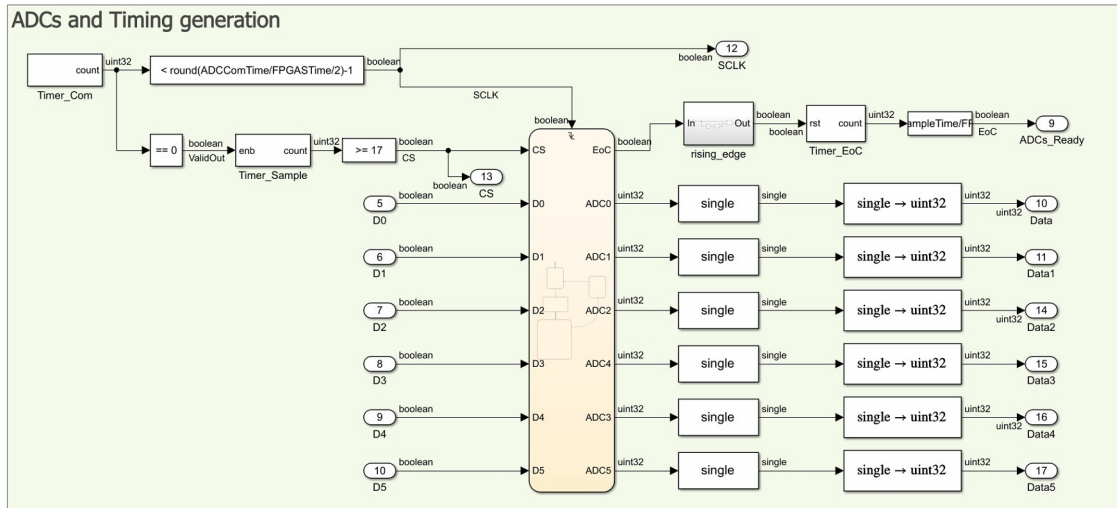 ADCs and Timing generation
count
uint32
Timer_Com
< round(ADCComTime/FPGASTime/2)-1
boolean
SCLK
boolean
12
SCLK
== 0
boolean
ValidOut
enb count
uint32
Timer_Sample
>= 17
boolean
CS
boolean
13
CS
boolean
CS EoC
boolean
In Out
rising_edge
boolean
boolean
rst count
uint32
Timer_EoC
ampleTime/FP
boolean
EoC
9
ADCs_Ready
5
D0
boolean
D0 ADC0
uint32
single
single
single → uint32
uint32
uint32
10
Data
6
D1
boolean
D1 ADC1
uint32
single
single
single → uint32
uint32
11
Data1
7
D2
boolean
D2 ADC2
uint32
single
single
single → uint32
uint32
uint32
14
Data2
8
D3
boolean
D3 ADC4
uint32
single
single
single → uint32
uint32
15
Data3
9
D4
boolean
D4 ADC3
uint32
single
single
single → uint32
uint32
uint32
16
Data4
10
D5
boolean
D5 ADC5
uint32
single
single
single → uint32
uint32
17
Data5